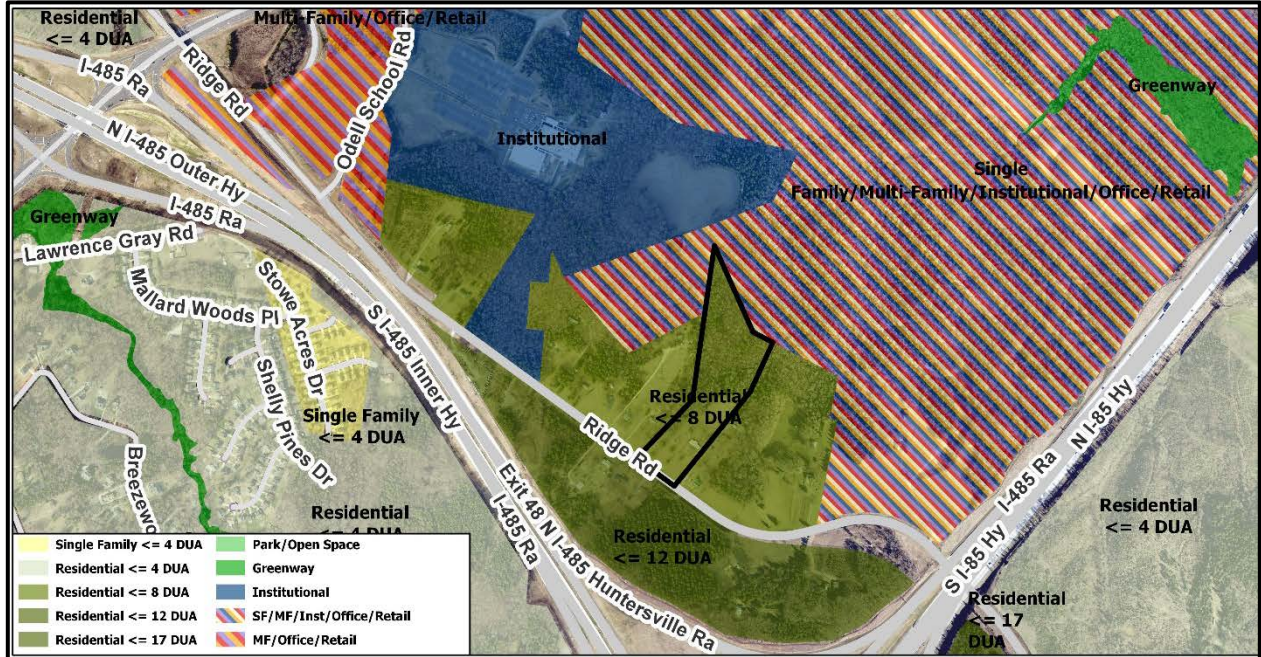 Residential
<= 4 DUA
Multi-Family/Office/Retail
I-485 Ra
Ridge Rd
Odell School Rd
N I-485 Outer Hy
I-485 Ra
Institutional
Greenway
Single
Family/Multi-Family/Institutional/Office/Retail
Greenway
Lawrence Gray Rd
Mallard Woods Pl
Stowe Acres Dr
Shelly Pines Dr
S I-485 Inner Hy
Single Family
<= 4 DUA
Residential
<= 8 DUA
Ridge Rd
Breezewo
Exit 48 N I-485 Huntersville Ra
I-485 Ra
Residential
<= 4 DUA
Residential
<= 12 DUA
I-485 Ra
N I-85 Hy
S I-85 Hy
Residential
<= 4 DUA
Residential
<= 17
DUA
Single Family <= 4 DUA
Residential <= 4 DUA
Residential <= 8 DUA
Residential <= 12 DUA
Residential <= 17 DUA
Park/Open Space
Greenway
Institutional
SF/MF/Inst/Office/Retail
MF/Office/Retail